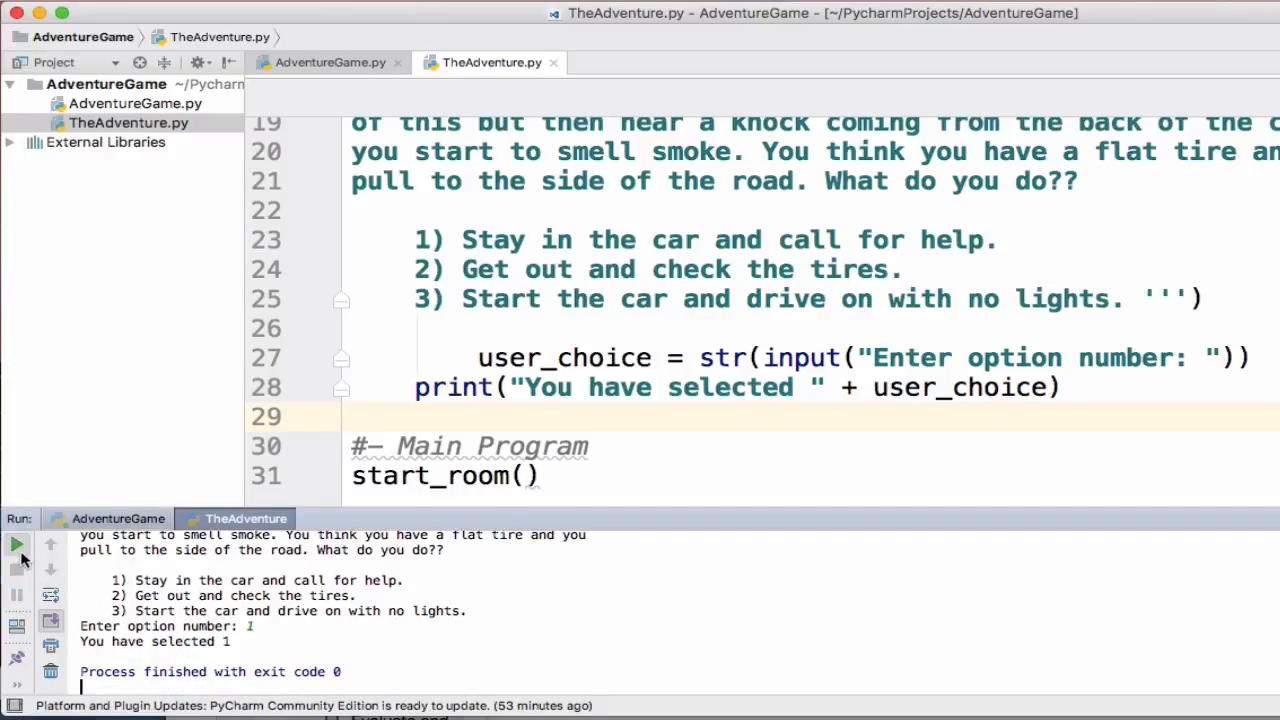 TheAdventure.py - AdventureGame - [~/PycharmProjects/AdventureGame]
AdventureGame TheAdventure.py
Project AdventureGame.py TheAdventure.py
AdventureGame ~/Pycharm
AdventureGame.py
TheAdventure.py
External Libraries
19 of this but then hear a knock coming from the back of the
20 you start to smell smoke. You think you have a flat tire
21 pull to the side of the road. What do you do??
22
23 1) Stay in the car and call for help.
24 2) Get out and check the tires.
25 3) Start the car and drive on with no lights. ''')
26
27 user_choice = str(input("Enter option number: "))
28 print("You have selected " + user_choice)
29
30 #- Main Program
31 start_room()
Run: AdventureGame TheAdventure
you start to smell smoke. You think you have a flat tire and you
pull to the side of the road. What do you do??
1) Stay in the car and call for help.
2) Get out and check the tires.
3) Start the car and drive on with no lights.
Enter option number: 1
You have selected 1
Process finished with exit code 0
Platform and Plugin Updates: PyCharm Community Edition is ready to update. (53 minutes ago)